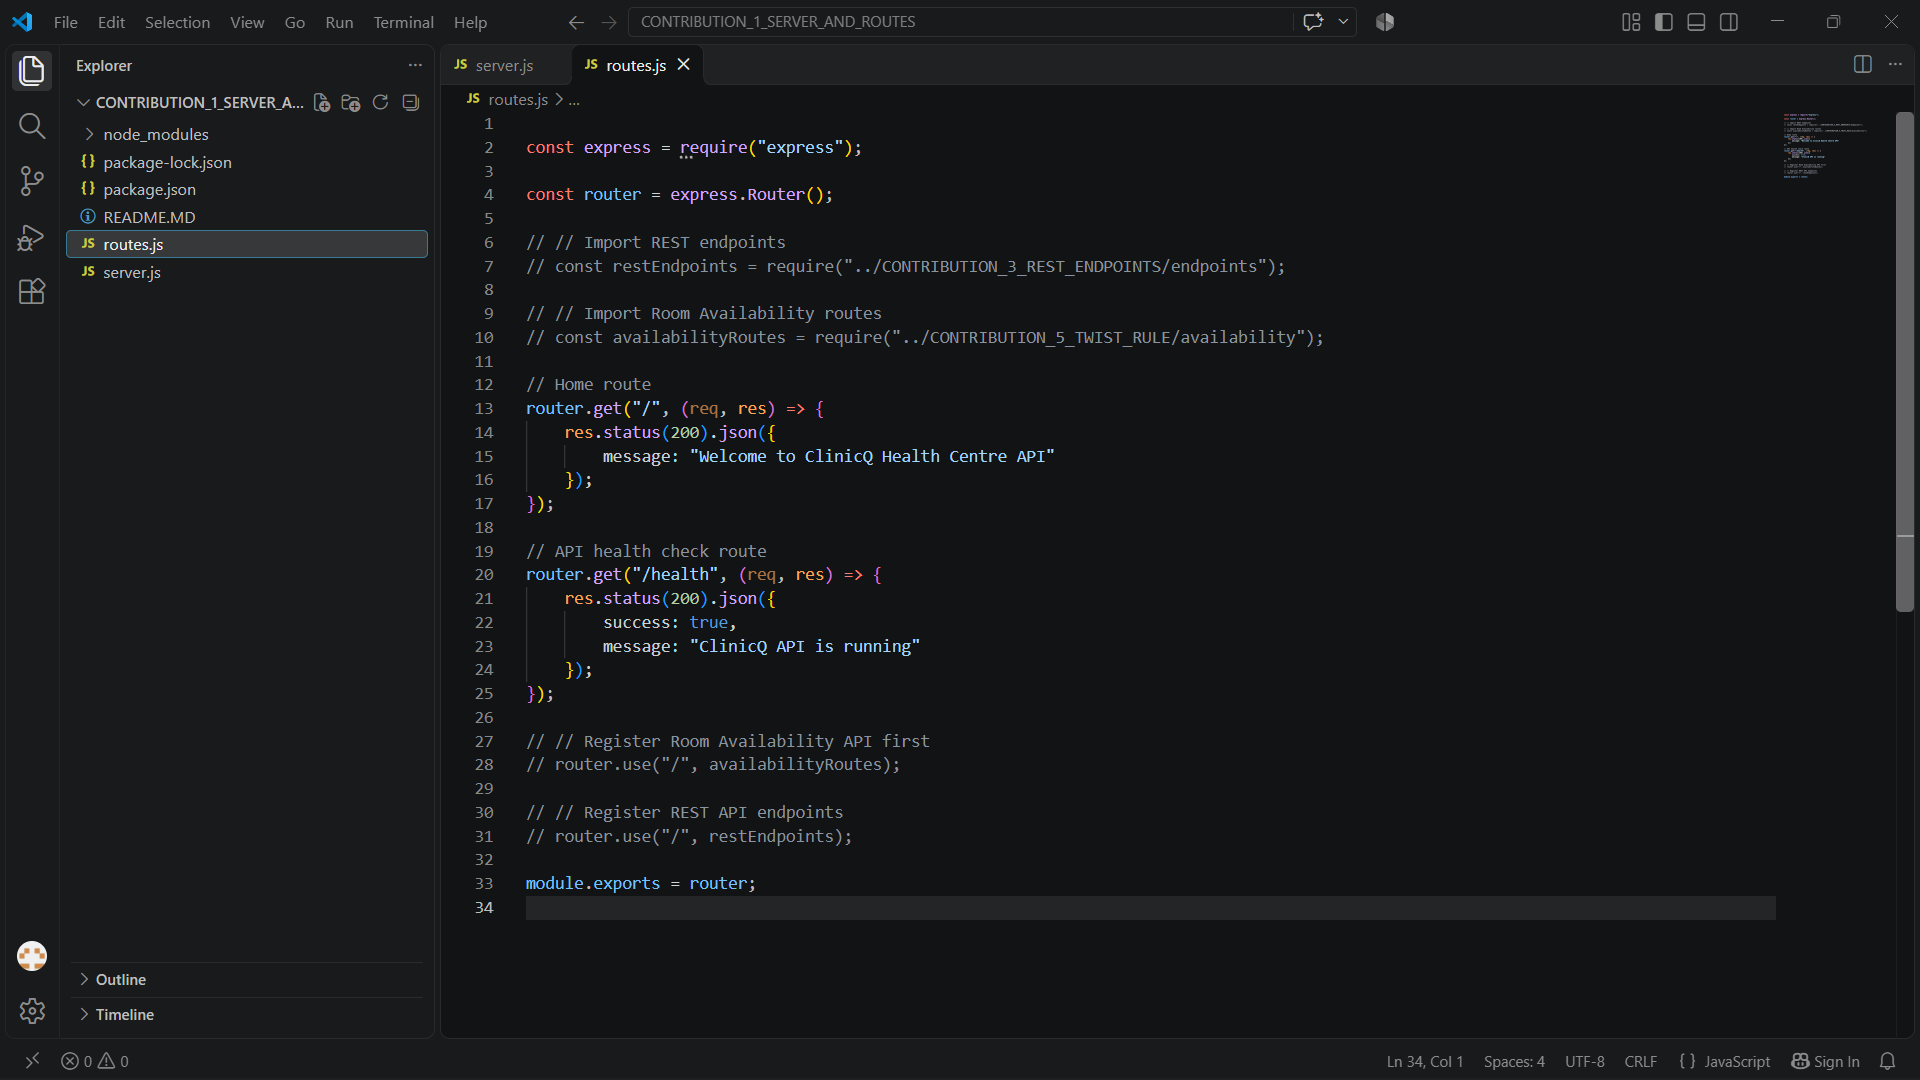 File Edit Selection View Go Run Terminal Help
CONTRIBUTION_1_SERVER_AND_ROUTES
Explorer
CONTRIBUTION_1_SERVER_A...
node_modules
{} package-lock.json
{} package.json
README.MD
JS routes.js
JS server.js
Outline
Timeline
JS server.js
JS routes.js
JS routes.js > ...
1
2 const express = require("express");
3
4 const router = express.Router();
5
6 // // Import REST endpoints
7 // const restEndpoints = require("../CONTRIBUTION_3_REST_ENDPOINTS/endpoints");
8
9 // // Import Room Availability routes
10 // const availabilityRoutes = require("../CONTRIBUTION_5_TWIST_RULE/availability");
11
12 // Home route
13 router.get("/", (req, res) => {
14     res.status(200).json({
15         message: "Welcome to ClinicQ Health Centre API"
16     });
17 });
18
19 // API health check route
20 router.get("/health", (req, res) => {
21     res.status(200).json({
22         success: true,
23         message: "ClinicQ API is running"
24     });
25 });
26
27 // // Register Room Availability API first
28 // router.use("/", availabilityRoutes);
29
30 // // Register REST API endpoints
31 // router.use("/", restEndpoints);
32
33 module.exports = router;
34
0 0
Ln 34, Col 1 Spaces: 4 UTF-8 CRLF {} JavaScript Sign In